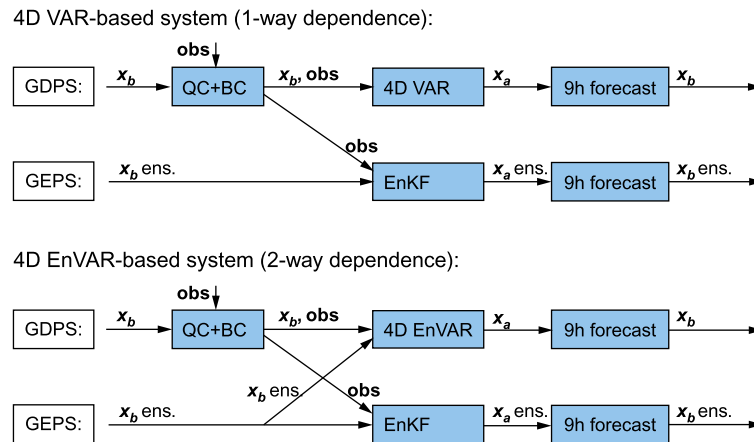 4D VAR-based system (1-way dependence):
obs
GDPS: x_b QC+BC x_b, obs 4D VAR x_a 9h forecast x_b
obs
GEPS: x_b ens. EnKF x_a ens. 9h forecast x_b ens.
4D EnVAR-based system (2-way dependence):
obs
GDPS: x_b QC+BC x_b, obs 4D EnVAR x_a 9h forecast x_b
x_b ens. obs
GEPS: x_b ens. EnKF x_a ens. 9h forecast x_b ens.